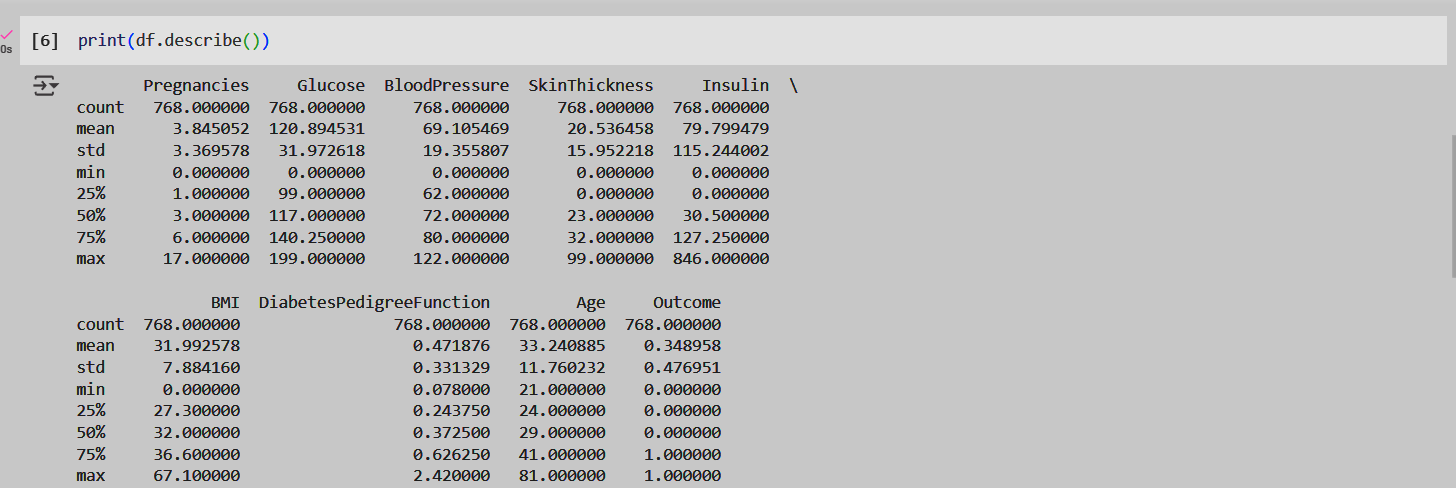 [6] print(df.describe())
0s
Pregnancies Glucose BloodPressure SkinThickness Insulin \
count 768.000000 768.000000 768.000000 768.000000 768.000000
mean 3.845052 120.894531 69.105469 20.536458 79.799479
std 3.369578 31.972618 19.355807 15.952218 115.244002
min 0.000000 0.000000 0.000000 0.000000 0.000000
25% 1.000000 99.000000 62.000000 0.000000 0.000000
50% 3.000000 117.000000 72.000000 23.000000 30.500000
75% 6.000000 140.250000 80.000000 32.000000 127.250000
max 17.000000 199.000000 122.000000 99.000000 846.000000
BMI DiabetesPedigreeFunction Age Outcome
count 768.000000 768.000000 768.000000 768.000000
mean 31.992578 0.471876 33.240885 0.348958
std 7.884160 0.331329 11.760232 0.476951
min 0.000000 0.078000 21.000000 0.000000
25% 27.300000 0.243750 24.000000 0.000000
50% 32.000000 0.372500 29.000000 0.000000
75% 36.600000 0.626250 41.000000 1.000000
max 67.100000 2.420000 81.000000 1.000000